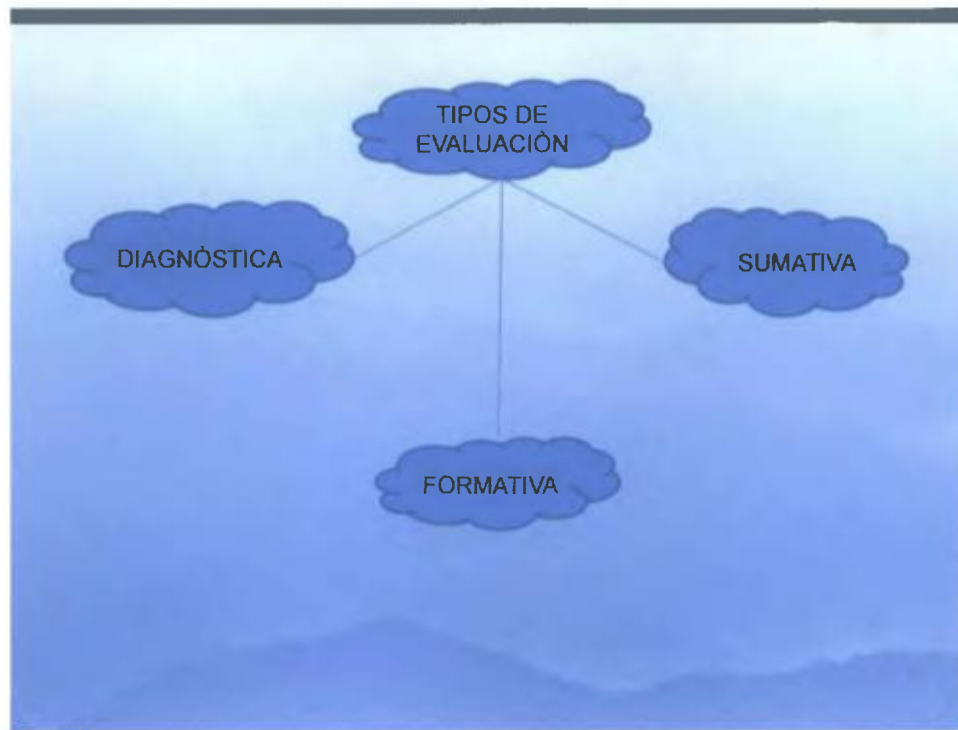 TIPOS DE
EVALUACIÒN
DIAGNÒSTICA
SUMATIVA
FORMATIVA